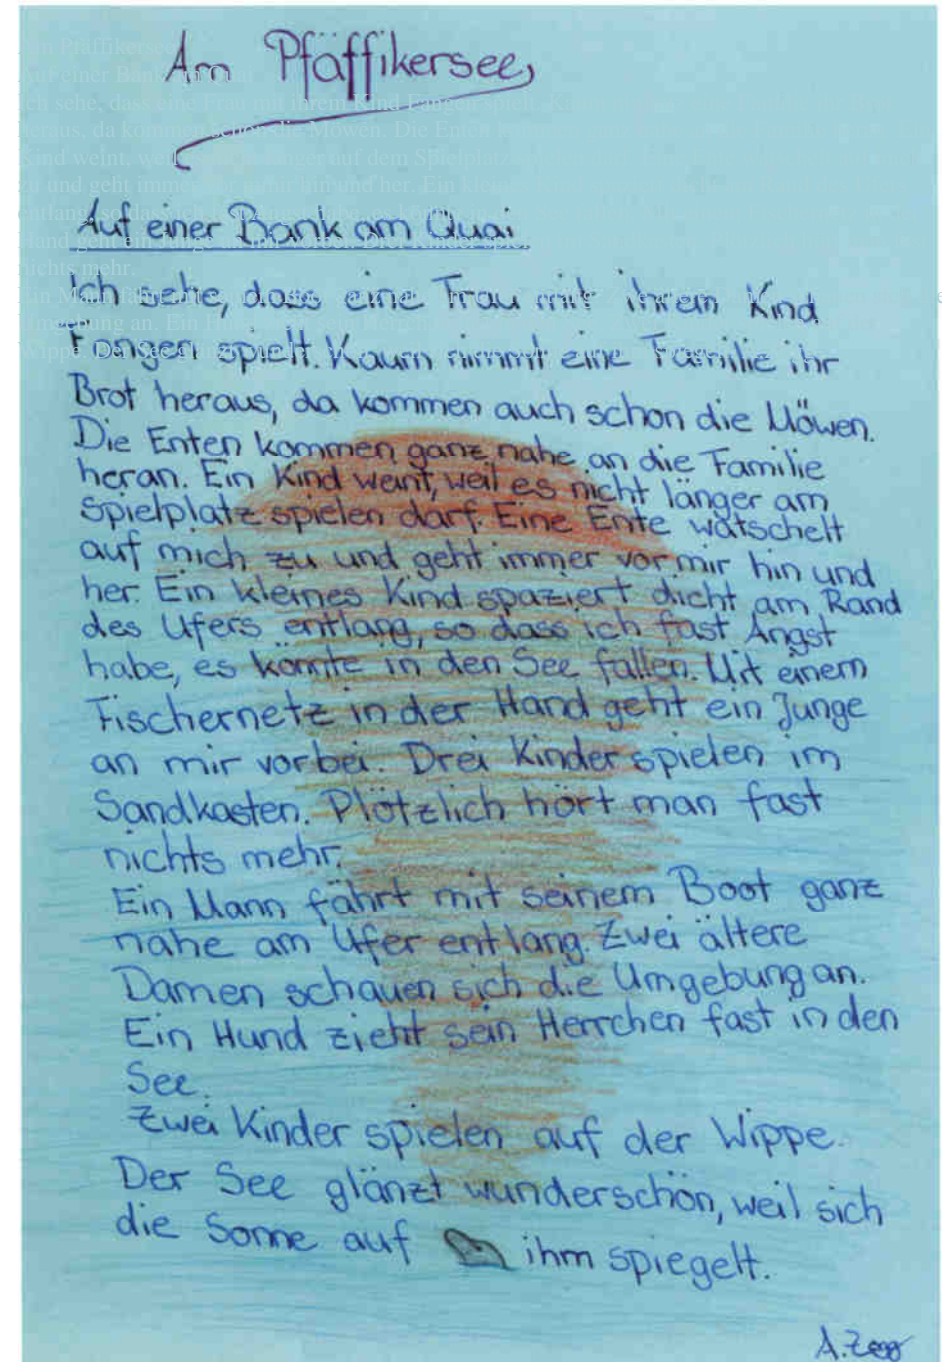 Am Pfäffikersee,
Auf einer Bank am Quai
Ich sehe, dass eine Frau mit ihrem Kind
Fangen spielt. Kaum nimmt eine Familie ihr
Brot heraus, da kommen auch schon die Möwen.
Die Enten kommen ganz nahe an die Familie
heran. Ein Kind weint, weil es nicht länger am
Spielplatz spielen darf. Eine Ente watschelt
auf mich zu und geht immer vor mir hin und
her. Ein kleines Kind spaziert dicht am Rand
des Ufers entlang, so dass ich fast Angst
habe, es könnte in den See fallen. Mit einem
Fischernetz in der Hand geht ein Junge
an mir vorbei. Drei Kinder spielen im
Sandkasten. Plötzlich hört man fast
nichts mehr.
Ein Mann fährt mit seinem Boot ganz
nahe am Ufer entlang. Zwei ältere
Damen schauen sich die Umgebung an.
Ein Hund zieht sein Herrchen fast in den
See.
Zwei Kinder spielen auf der Wippe.
Der See glänzt wunderschön, weil sich
die Sonne auf ihm spiegelt.